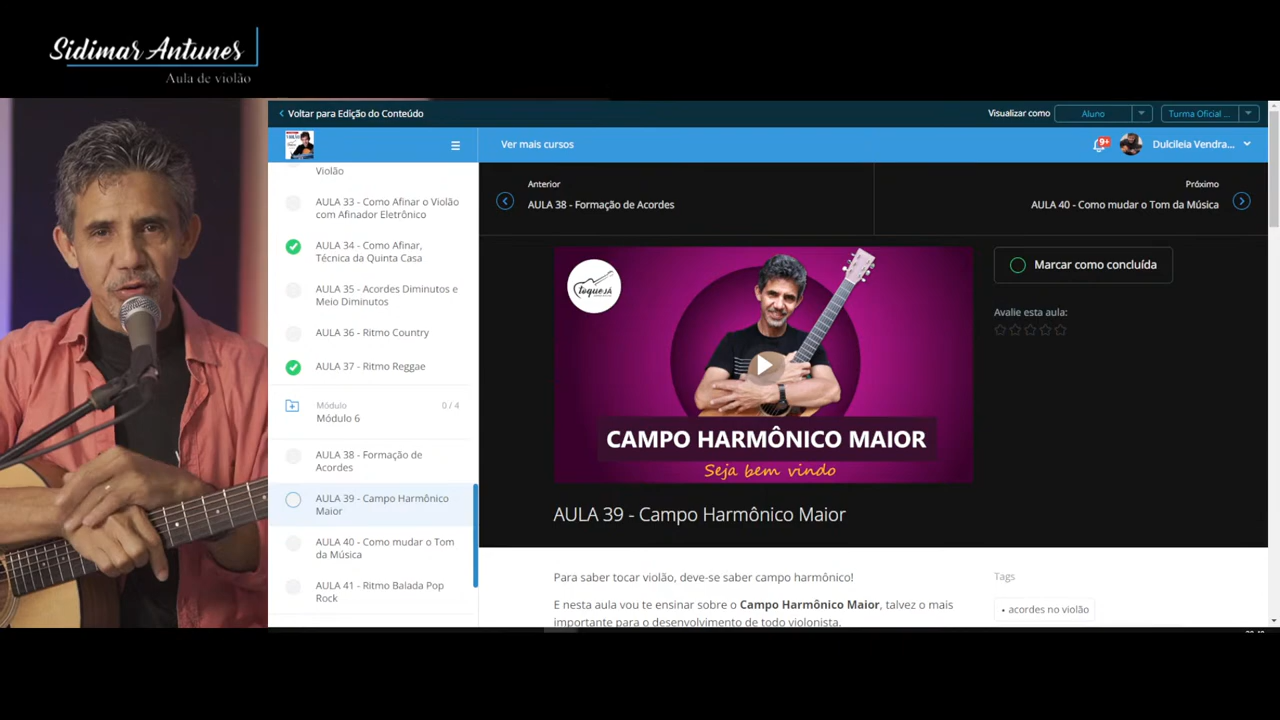 Sidimar Antunes
Aula de violão
Voltar para Edição do Conteúdo
Visualizar como
Aluno
Turma Oficial ...
Ver mais cursos
9+
Dulcileia Vendra...
Violão
AULA 33 - Como Afinar o Violão
com Afinador Eletrônico
AULA 34 - Como Afinar,
Técnica da Quinta Casa
AULA 35 - Acordes Diminutos e
Meio Diminutos
AULA 36 - Ritmo Country
AULA 37 - Ritmo Reggae
Módulo
0 / 4
Módulo 6
AULA 38 - Formação de
Acordes
AULA 39 - Campo Harmônico
Maior
AULA 40 - Como mudar o Tom
da Música
AULA 41 - Ritmo Balada Pop
Rock
Anterior
AULA 38 - Formação de Acordes
Próximo
AULA 40 - Como mudar o Tom da Música
toque já
CAMPO HARMÔNICO MAIOR
Seja bem vindo
Marcar como concluída
Avalie esta aula:
AULA 39 - Campo Harmônico Maior
Para saber tocar violão, deve-se saber campo harmônico!
E nesta aula vou te ensinar sobre o Campo Harmônico Maior, talvez o mais
importante para o desenvolvimento de todo violonista.
Tags
• acordes no violão